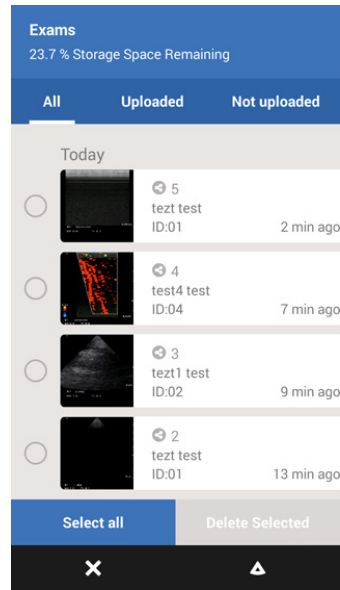 Exams
23.7 % Storage Space Remaining
All Uploaded Not uploaded
Today
5
tezt test
ID:01 2 min ago
4
test4 test
ID:04 7 min ago
3
tezt1 test
ID:02 9 min ago
2
tezt test
ID:01 13 min ago
Select all Delete Selected